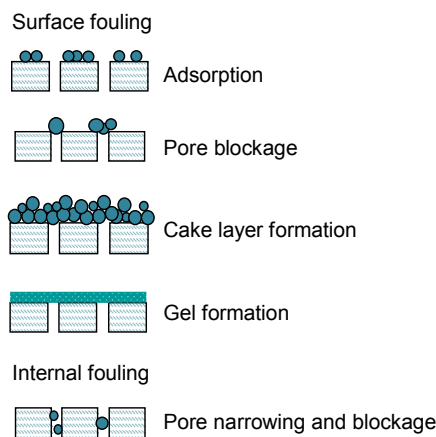 Surface fouling
Adsorption
Pore blockage
Cake layer formation
Gel formation
Internal fouling
Pore narrowing and blockage